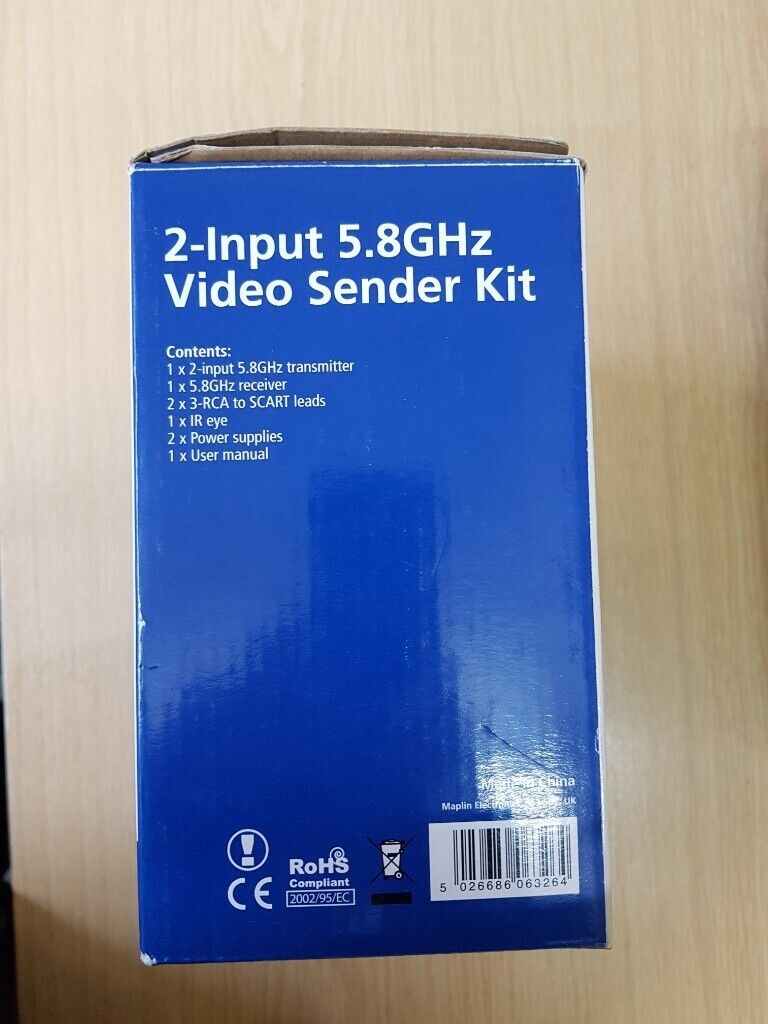 2-Input 5.8GHz
Video Sender Kit
Contents:
1 x 2-input 5.8GHz transmitter
1 x 5.8GHz receiver
2 x 3-RCA to SCART leads
1 x IR eye
2 x Power supplies
1 x User manual
Made in China
Maplin UK
CE
RoHS
Compliant
2002/95/EC
5 026686 063264